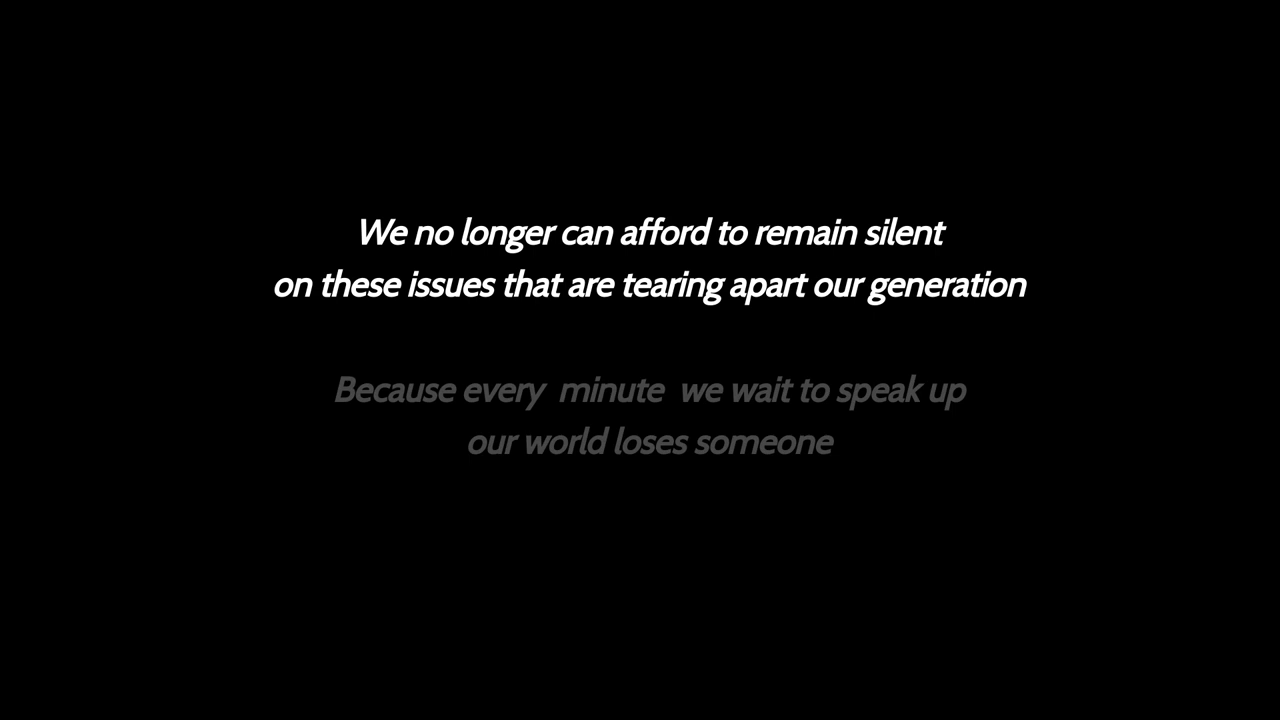 We no longer can afford to remain silent
on these issues that are tearing apart our generation
Because every minute we wait to speak up
our world loses someone